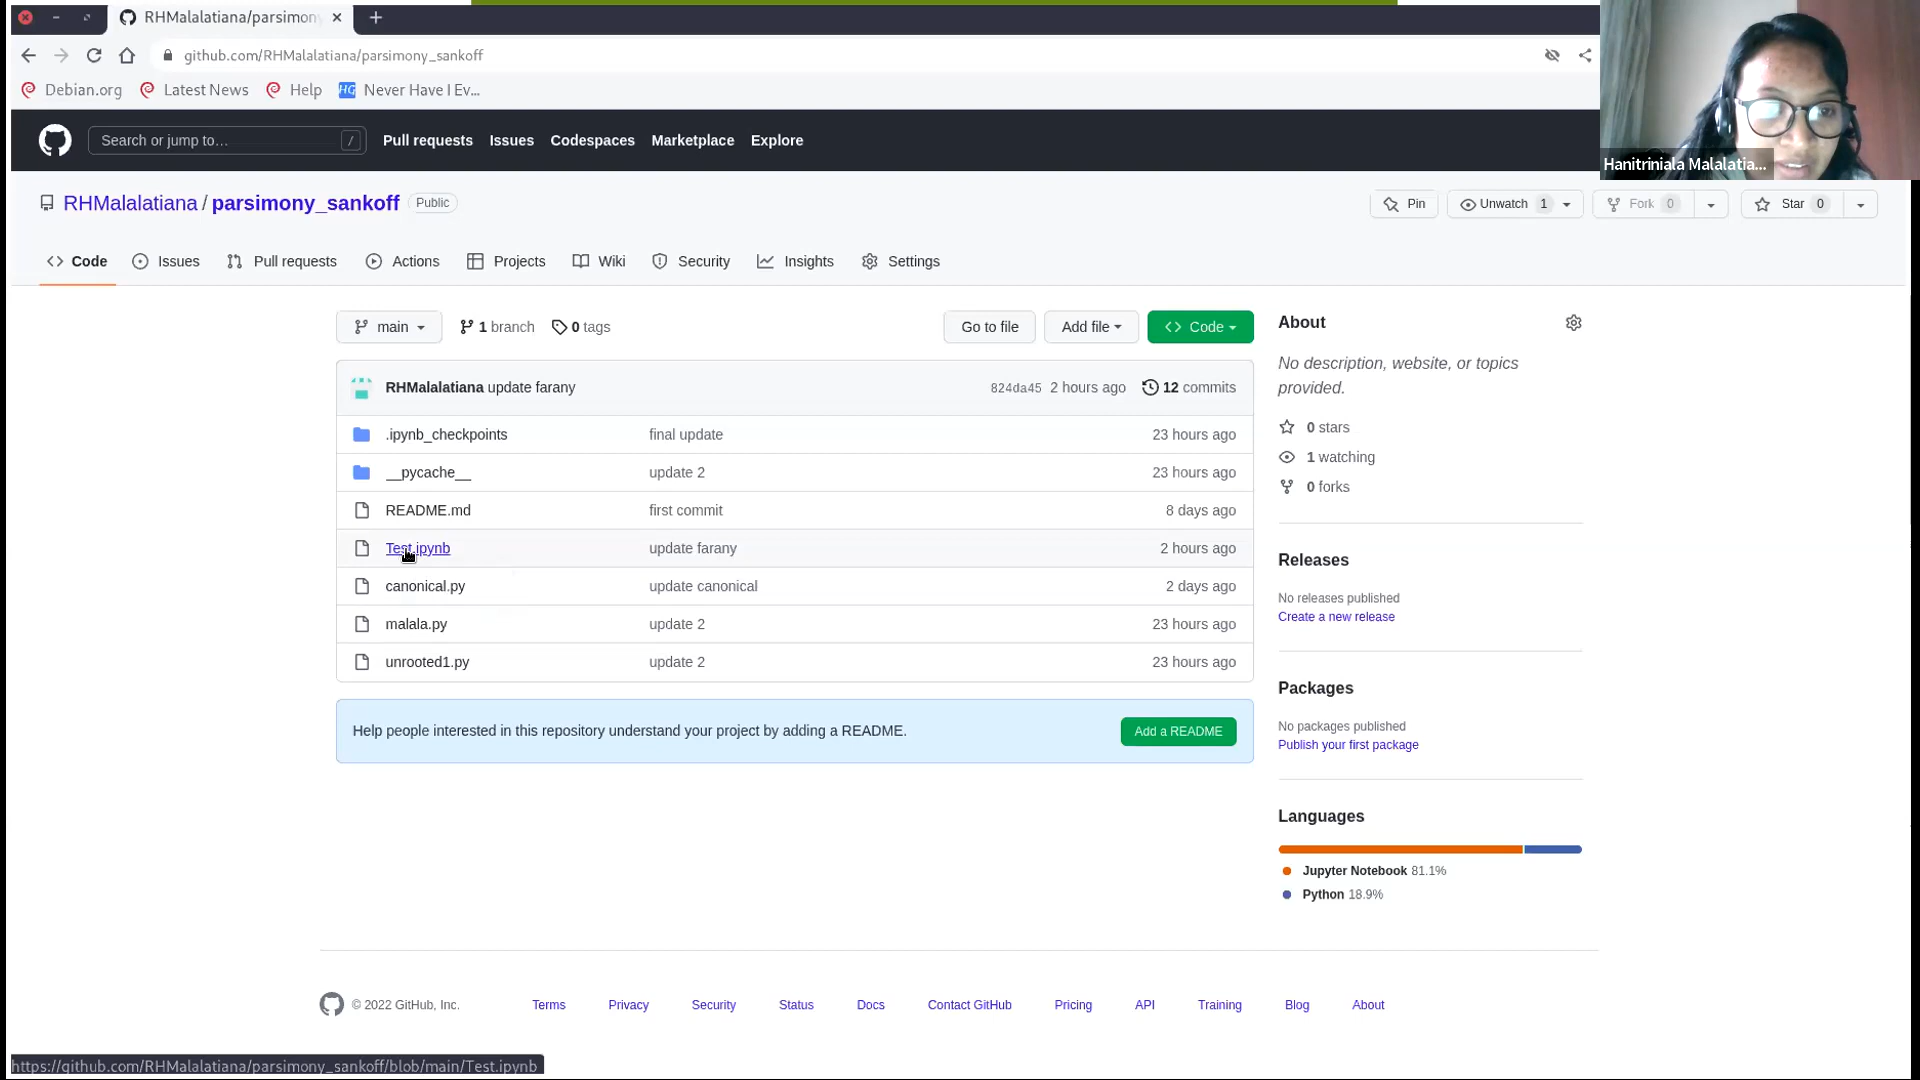 RHMalalatiana/parsimony
github.com/RHMalalatiana/parsimony_sankoff
Debian.org Latest News Help HG Never Have I Ev...
Search or jump to... / Pull requests Issues Codespaces Marketplace Explore
Hanitriniala Malalatia...
RHMalalatiana / parsimony_sankoff Public
Pin Unwatch 1 Fork 0 Star 0
Code Issues Pull requests Actions Projects Wiki Security Insights Settings
main 1 branch 0 tags Go to file Add file Code
RHMalalatiana update farany 824da45 2 hours ago 12 commits
.ipynb_checkpoints final update 23 hours ago
__pycache__ update 2 23 hours ago
README.md first commit 8 days ago
Test.ipynb update farany 2 hours ago
canonical.py update canonical 2 days ago
malala.py update 2 23 hours ago
unrooted1.py update 2 23 hours ago
Help people interested in this repository understand your project by adding a README. Add a README
About
No description, website, or topics
provided.
0 stars
1 watching
0 forks
Releases
No releases published
Create a new release
Packages
No packages published
Publish your first package
Languages
Jupyter Notebook 81.1%
Python 18.9%
© 2022 GitHub, Inc. Terms Privacy Security Status Docs Contact GitHub Pricing API Training Blog About
https://github.com/RHMalalatiana/parsimony_sankoff/blob/main/Test.ipynb